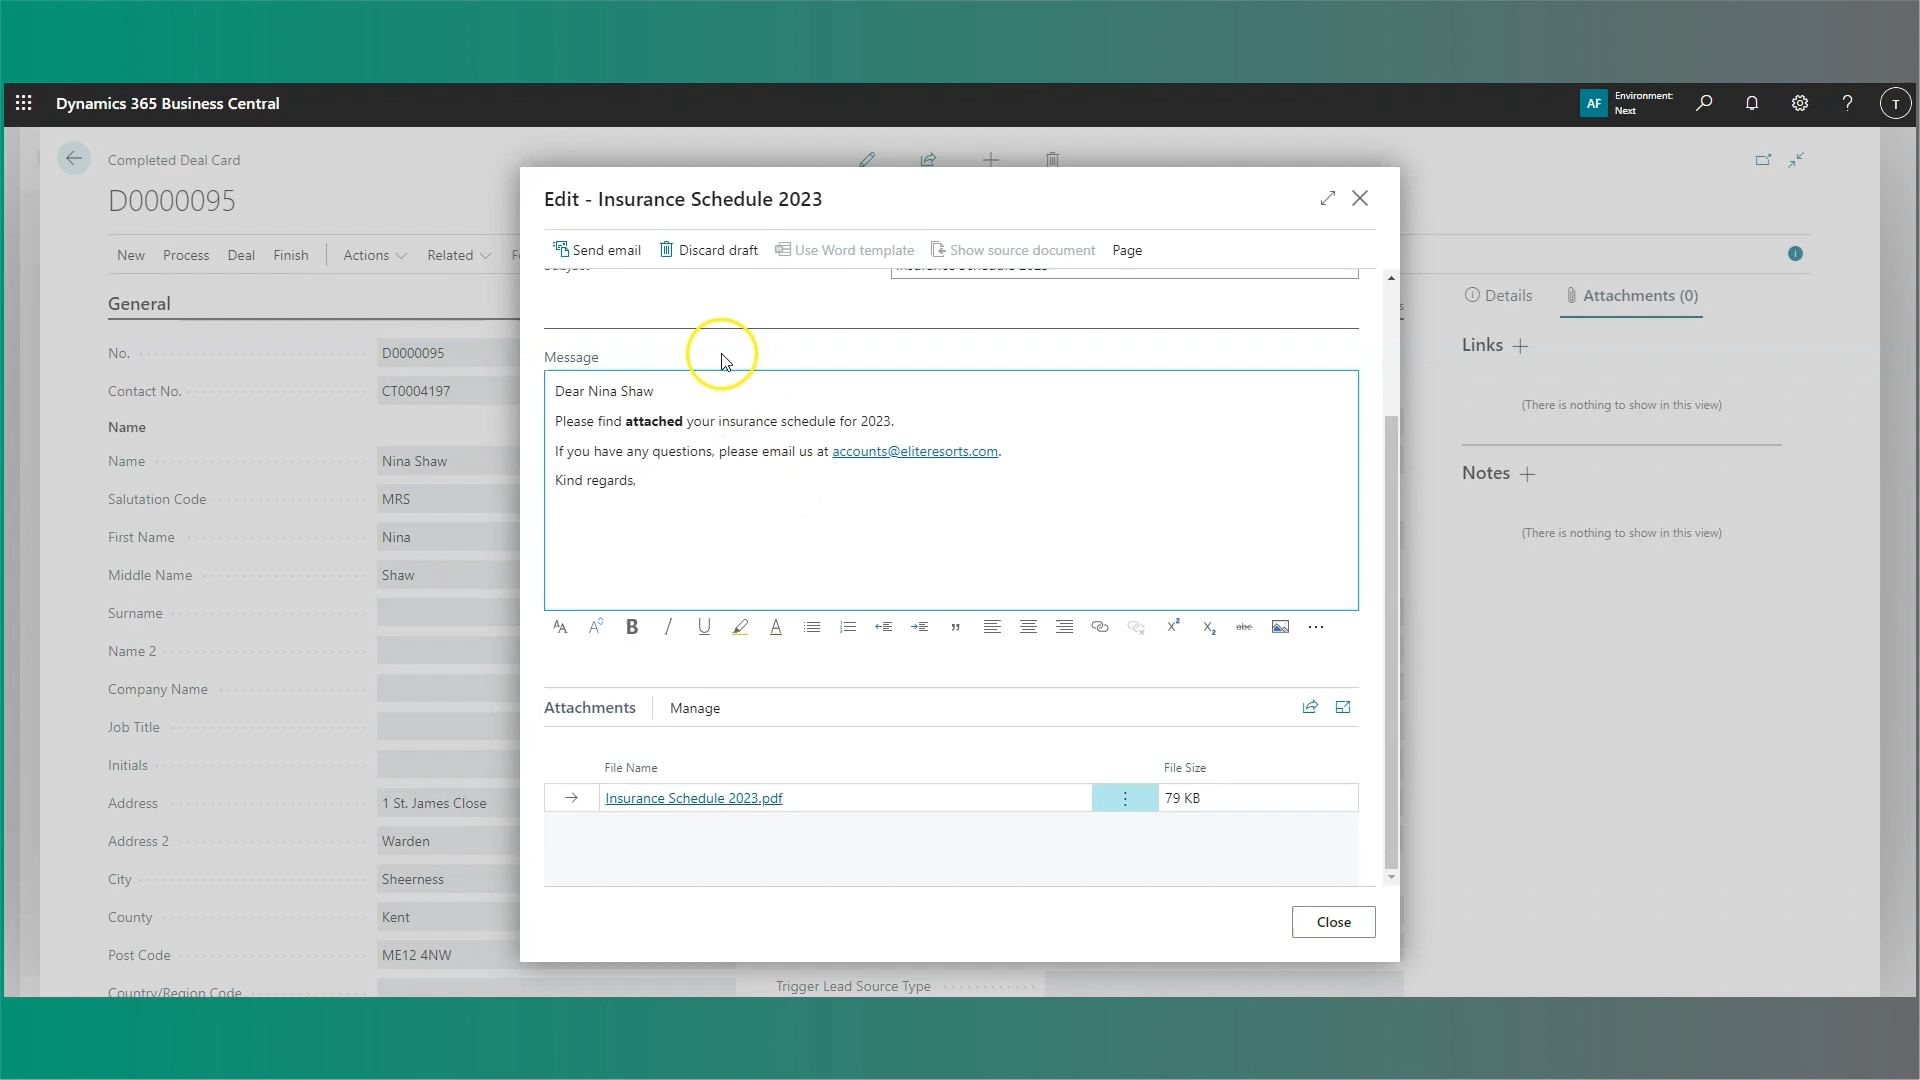 Dynamics 365 Business Central
AF
Environment:
Next
?
T
Completed Deal Card
D0000095
New Process Deal Finish Actions Related
General
No. D0000095
Contact No. CT0004197
Name
Name Nina Shaw
Salutation Code MRS
First Name Nina
Middle Name Shaw
Surname
Name 2
Company Name
Job Title
Initials
Address 1 St. James Close
Address 2 Warden
City Sheerness
County Kent
Post Code ME12 4NW
Country/Region Code
Trigger Lead Source Type
Edit - Insurance Schedule 2023
Send email Discard draft Use Word template Show source document Page
Subject Insurance Schedule 2023
Message
Dear Nina Shaw
Please find attached your insurance schedule for 2023.
If you have any questions, please email us at accounts@eliteresorts.com.
Kind regards,
Attachments Manage
File Name File Size
Insurance Schedule 2023.pdf 79 KB
Close
Details Attachments (0)
Links
(There is nothing to show in this view)
Notes
(There is nothing to show in this view)